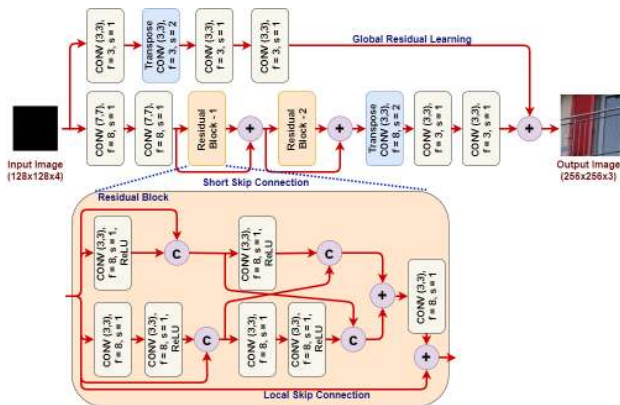 CONV (3,3),
f = 3, s = 1
Transpose
CONV (3,3),
f = 3, s = 2
CONV (3,3),
f = 3, s = 1
CONV (3,3),
f = 3, s = 1
Global Residual Learning
Input Image
(128x128x4)
CONV (7,7),
f = 8, s = 1
CONV (7,7),
f = 8, s = 1
Residual
Block - 1
+
Residual
Block - 2
+
Transpose
CONV (3,3),
f = 8, s = 2
CONV (3,3),
f = 3, s = 1
CONV (3,3),
f = 3, s = 1
+
Output Image
(256x256x3)
Short Skip Connection
Residual Block
CONV (3,3),
f = 8, s = 1,
ReLU
C
CONV (3,3),
f = 8, s = 1,
ReLU
C
+
CONV (3,3),
f = 8, s = 1
CONV (3,3),
f = 8, s = 1
CONV (3,3),
f = 8, s = 1,
ReLU
C
CONV (3,3),
f = 8, s = 1
CONV (3,3),
f = 8, s = 1,
ReLU
C
+
Local Skip Connection